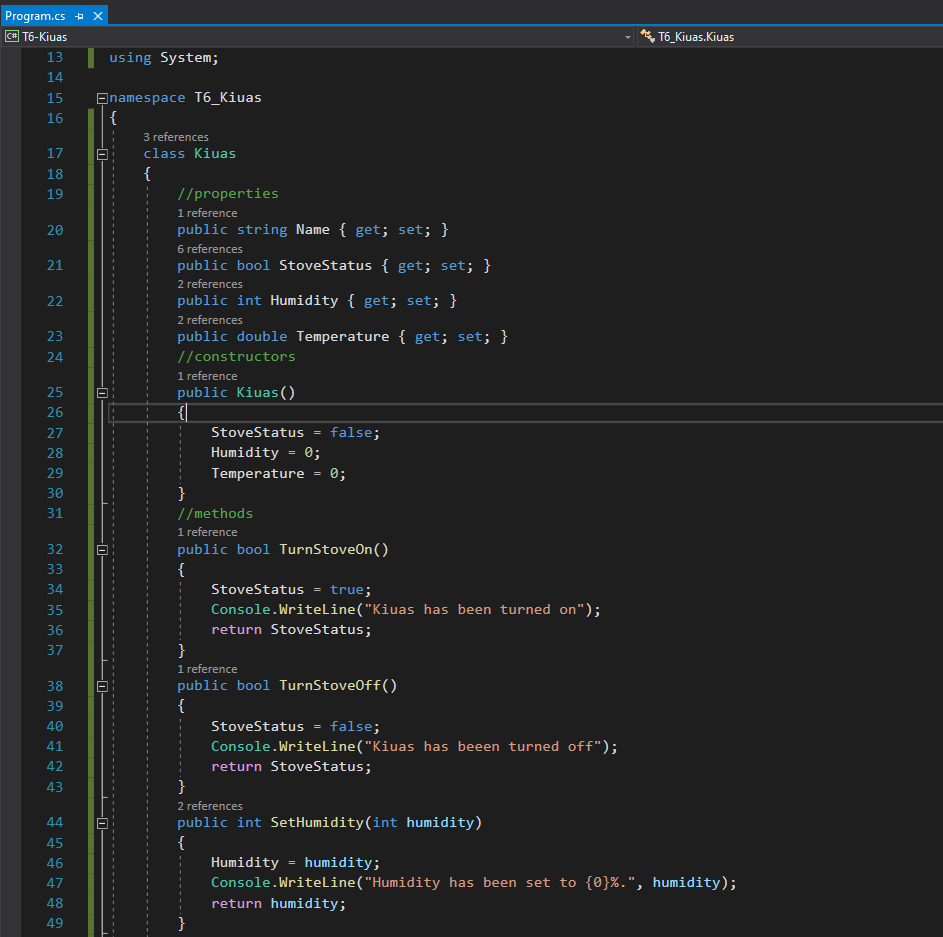 Program.cs
C# T6-Kiuas T6_Kiuas.Kiuas
13 using System;
14
15 namespace T6_Kiuas
16 {
3 references
17 class Kiuas
18 {
19 //properties
1 reference
20 public string Name { get; set; }
6 references
21 public bool StoveStatus { get; set; }
2 references
22 public int Humidity { get; set; }
2 references
23 public double Temperature { get; set; }
24 //constructors
1 reference
25 public Kiuas()
26 {
27 StoveStatus = false;
28 Humidity = 0;
29 Temperature = 0;
30 }
31 //methods
1 reference
32 public bool TurnStoveOn()
33 {
34 StoveStatus = true;
35 Console.WriteLine("Kiuas has been turned on");
36 return StoveStatus;
37 }
1 reference
38 public bool TurnStoveOff()
39 {
40 StoveStatus = false;
41 Console.WriteLine("Kiuas has beeen turned off");
42 return StoveStatus;
43 }
2 references
44 public int SetHumidity(int humidity)
45 {
46 Humidity = humidity;
47 Console.WriteLine("Humidity has been set to {0}%.", humidity);
48 return humidity;
49 }